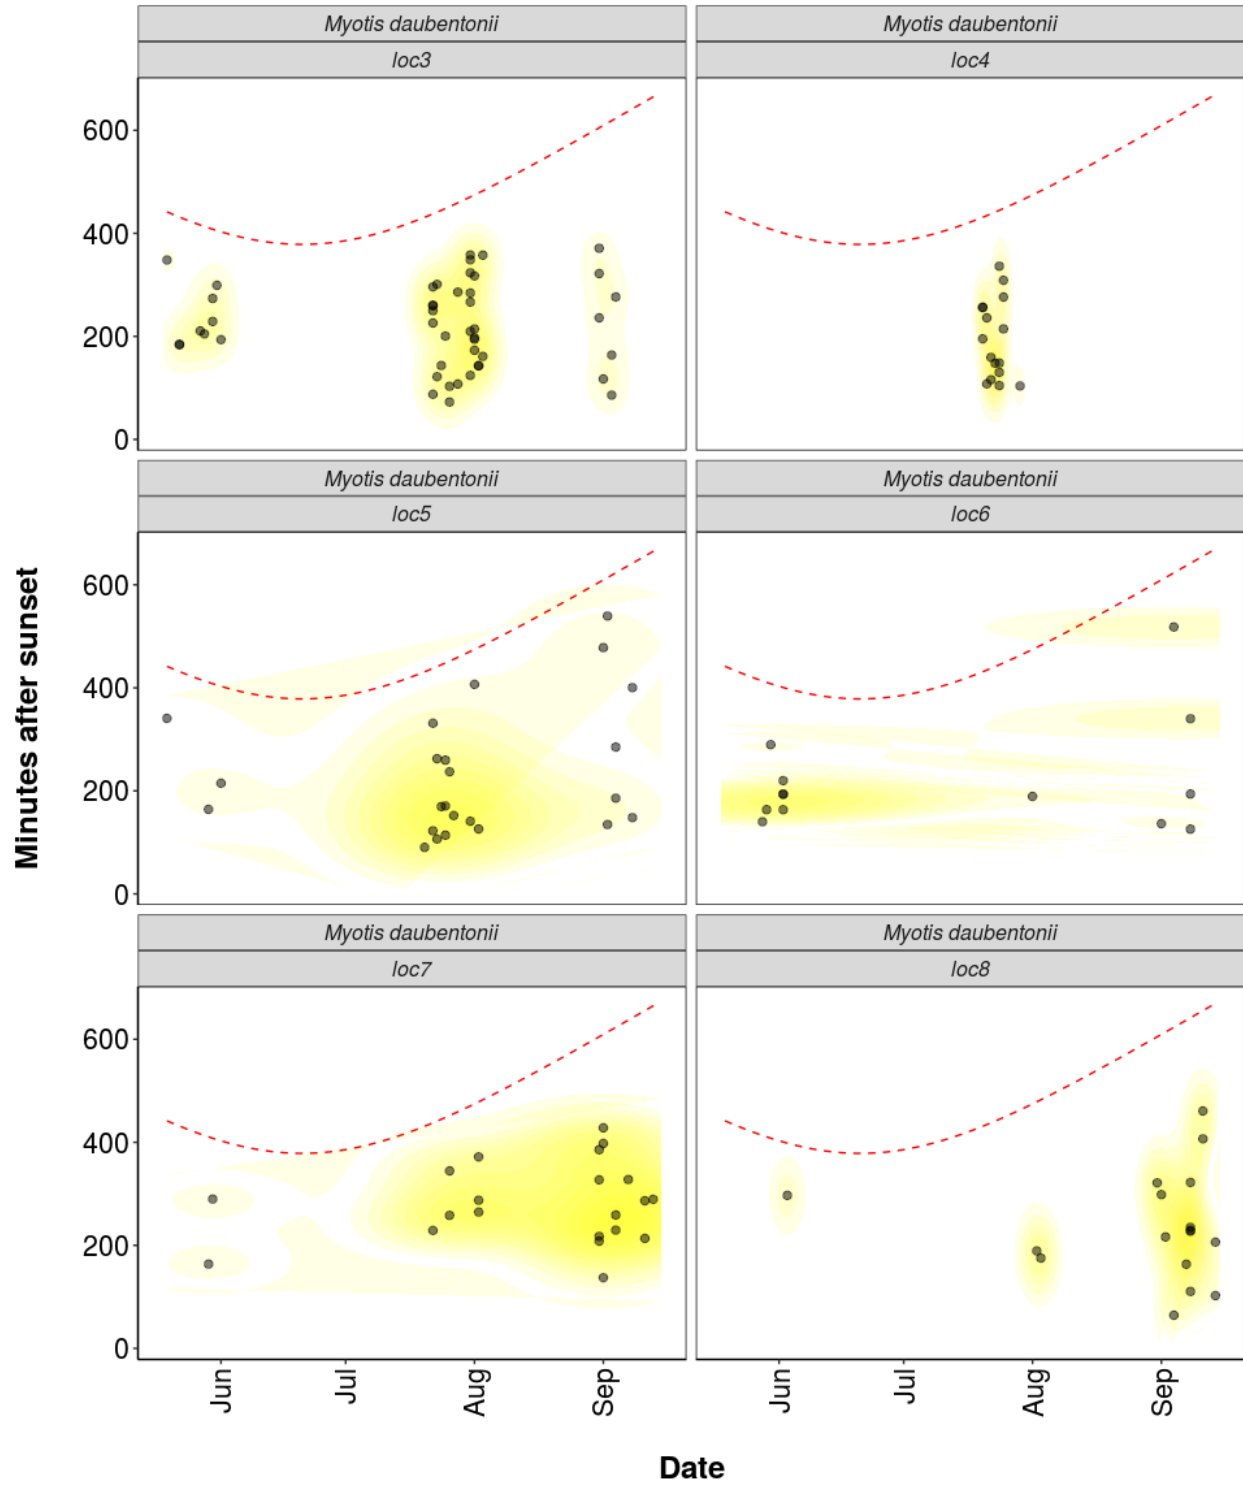 Myotis daubentonii
Myotis daubentonii
loc3
loc4
600
400
200
0
Myotis daubentonii
Myotis daubentonii
loc5
loc6
600
400
200
0
Minutes after sunset
Myotis daubentonii
Myotis daubentonii
loc7
loc8
600
400
200
0
Jun
Jul
Aug
Sep
Jun
Jul
Aug
Sep
Date